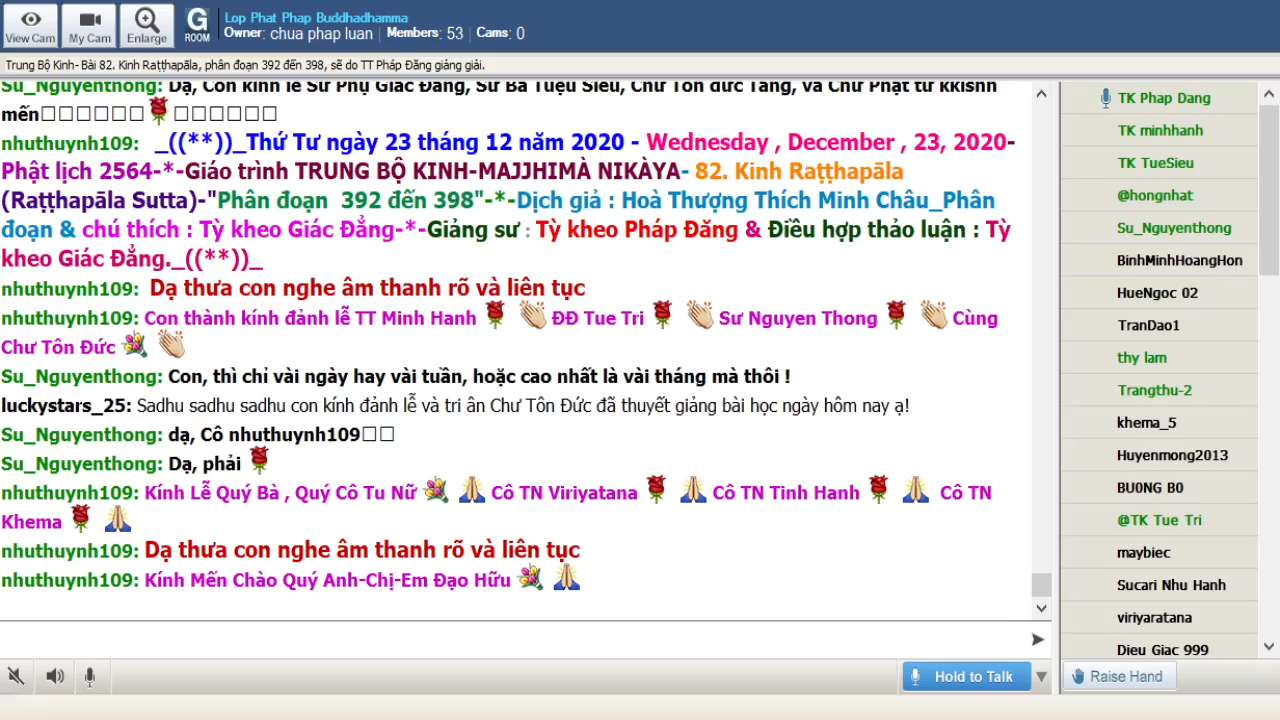 View Cam
My Cam
Enlarge
G
ROOM
Lop Phat Phap Buddhadhamma
Owner: chua phap luan | Members: 53 | Cams: 0
Trung Bộ Kinh- Bài 82. Kinh Raṭṭhapāla, phân đoạn 392 đến 398, sẽ do TT Pháp Đăng giảng giải.
Su_Nguyenthong: Dạ, Con kính lễ Sư Phụ Giác Đẳng, Sư Bá Tuệ Siêu, Chư Tôn đức Tăng, và Chư Phật tử kkishh
mến
nhuthuynh109: _((**))_Thứ Tư ngày 23 tháng 12 năm 2020 - Wednesday , December , 23, 2020-
Phật lịch 2564-*-Giáo trình TRUNG BỘ KINH-MAJJHIMÀ NIKÀYA- 82. Kinh Raṭṭhapāla
(Raṭṭhapāla Sutta)-"Phân đoạn 392 đến 398"-*-Dịch giả : Hoà Thượng Thích Minh Châu_Phân
đoạn & chú thích : Tỳ kheo Giác Đẳng-*-Giảng sư : Tỳ kheo Pháp Đăng & Điều hợp thảo luận : Tỳ
kheo Giác Đẳng._((**))_
nhuthuynh109: Dạ thưa con nghe âm thanh rõ và liên tục
nhuthuynh109: Con thành kính đảnh lễ TT Minh Hanh ĐĐ Tue Tri Sư Nguyen Thong Cùng
Chư Tôn Đức
Su_Nguyenthong: Con, thì chỉ vài ngày hay vài tuần, hoặc cao nhất là vài tháng mà thôi !
luckystars_25: Sadhu sadhu sadhu con kính đảnh lễ và tri ân Chư Tôn Đức đã thuyết giảng bài học ngày hôm nay ạ!
Su_Nguyenthong: dạ, Cô nhuthuynh109
Su_Nguyenthong: Dạ, phải
nhuthuynh109: Kính Lễ Quý Bà , Quý Cô Tu Nữ Cô TN Viriyatana Cô TN Tinh Hanh Cô TN
Khema
nhuthuynh109: Dạ thưa con nghe âm thanh rõ và liên tục
nhuthuynh109: Kính Mến Chào Quý Anh-Chị-Em Đạo Hữu
Hold to Talk
TK Phap Dang
TK minhhanh
TK TueSieu
@hongnhat
Su_Nguyenthong
BinhMinhHoangHon
HueNgoc 02
TranDao1
thy lam
Trangthu-2
khema_5
Huyenmong2013
BU0NG B0
@TK Tue Tri
maybiec
Sucari Nhu Hanh
viriyaratana
Dieu Giac 999
Raise Hand